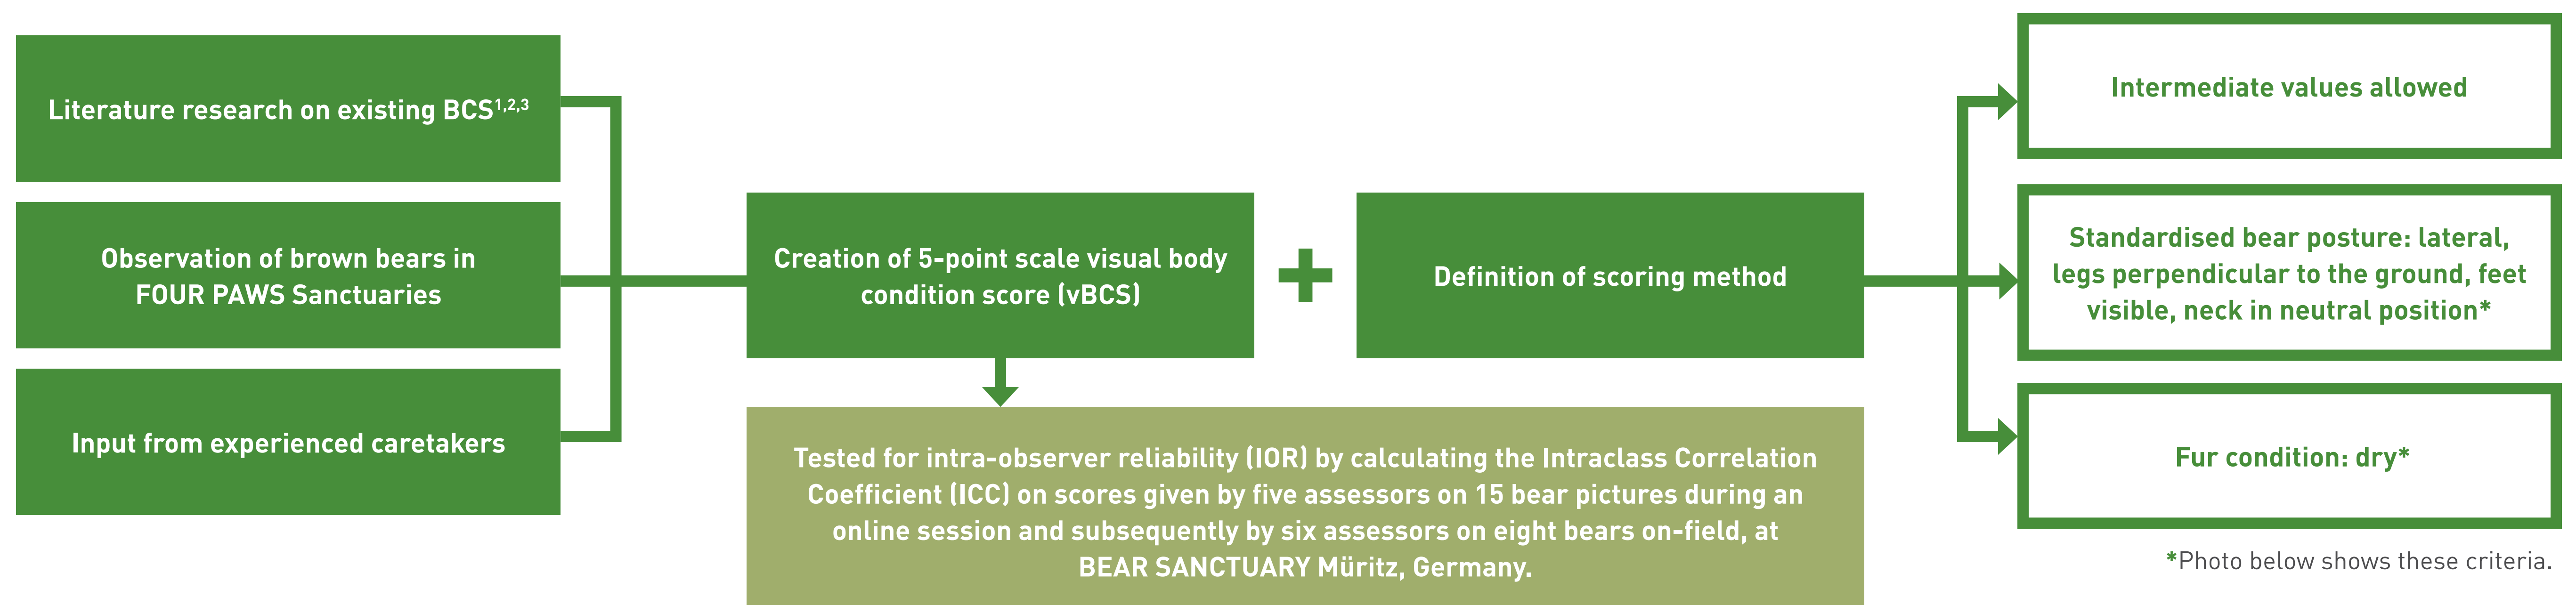 Literature research on existing BCS1,2,3
Observation of brown bears in
FOUR PAWS Sanctuaries
Input from experienced caretakers
Creation of 5-point scale visual body
condition score (vBCS)
+
Definition of scoring method
Tested for intra-observer reliability (IOR) by calculating the Intraclass Correlation
Coefficient (ICC) on scores given by five assessors on 15 bear pictures during an
online session and subsequently by six assessors on eight bears on-field, at
BEAR SANCTUARY Müritz, Germany.
Intermediate values allowed
Standardised bear posture: lateral,
legs perpendicular to the ground, feet
visible, neck in neutral position*
Fur condition: dry*
*Photo below shows these criteria.